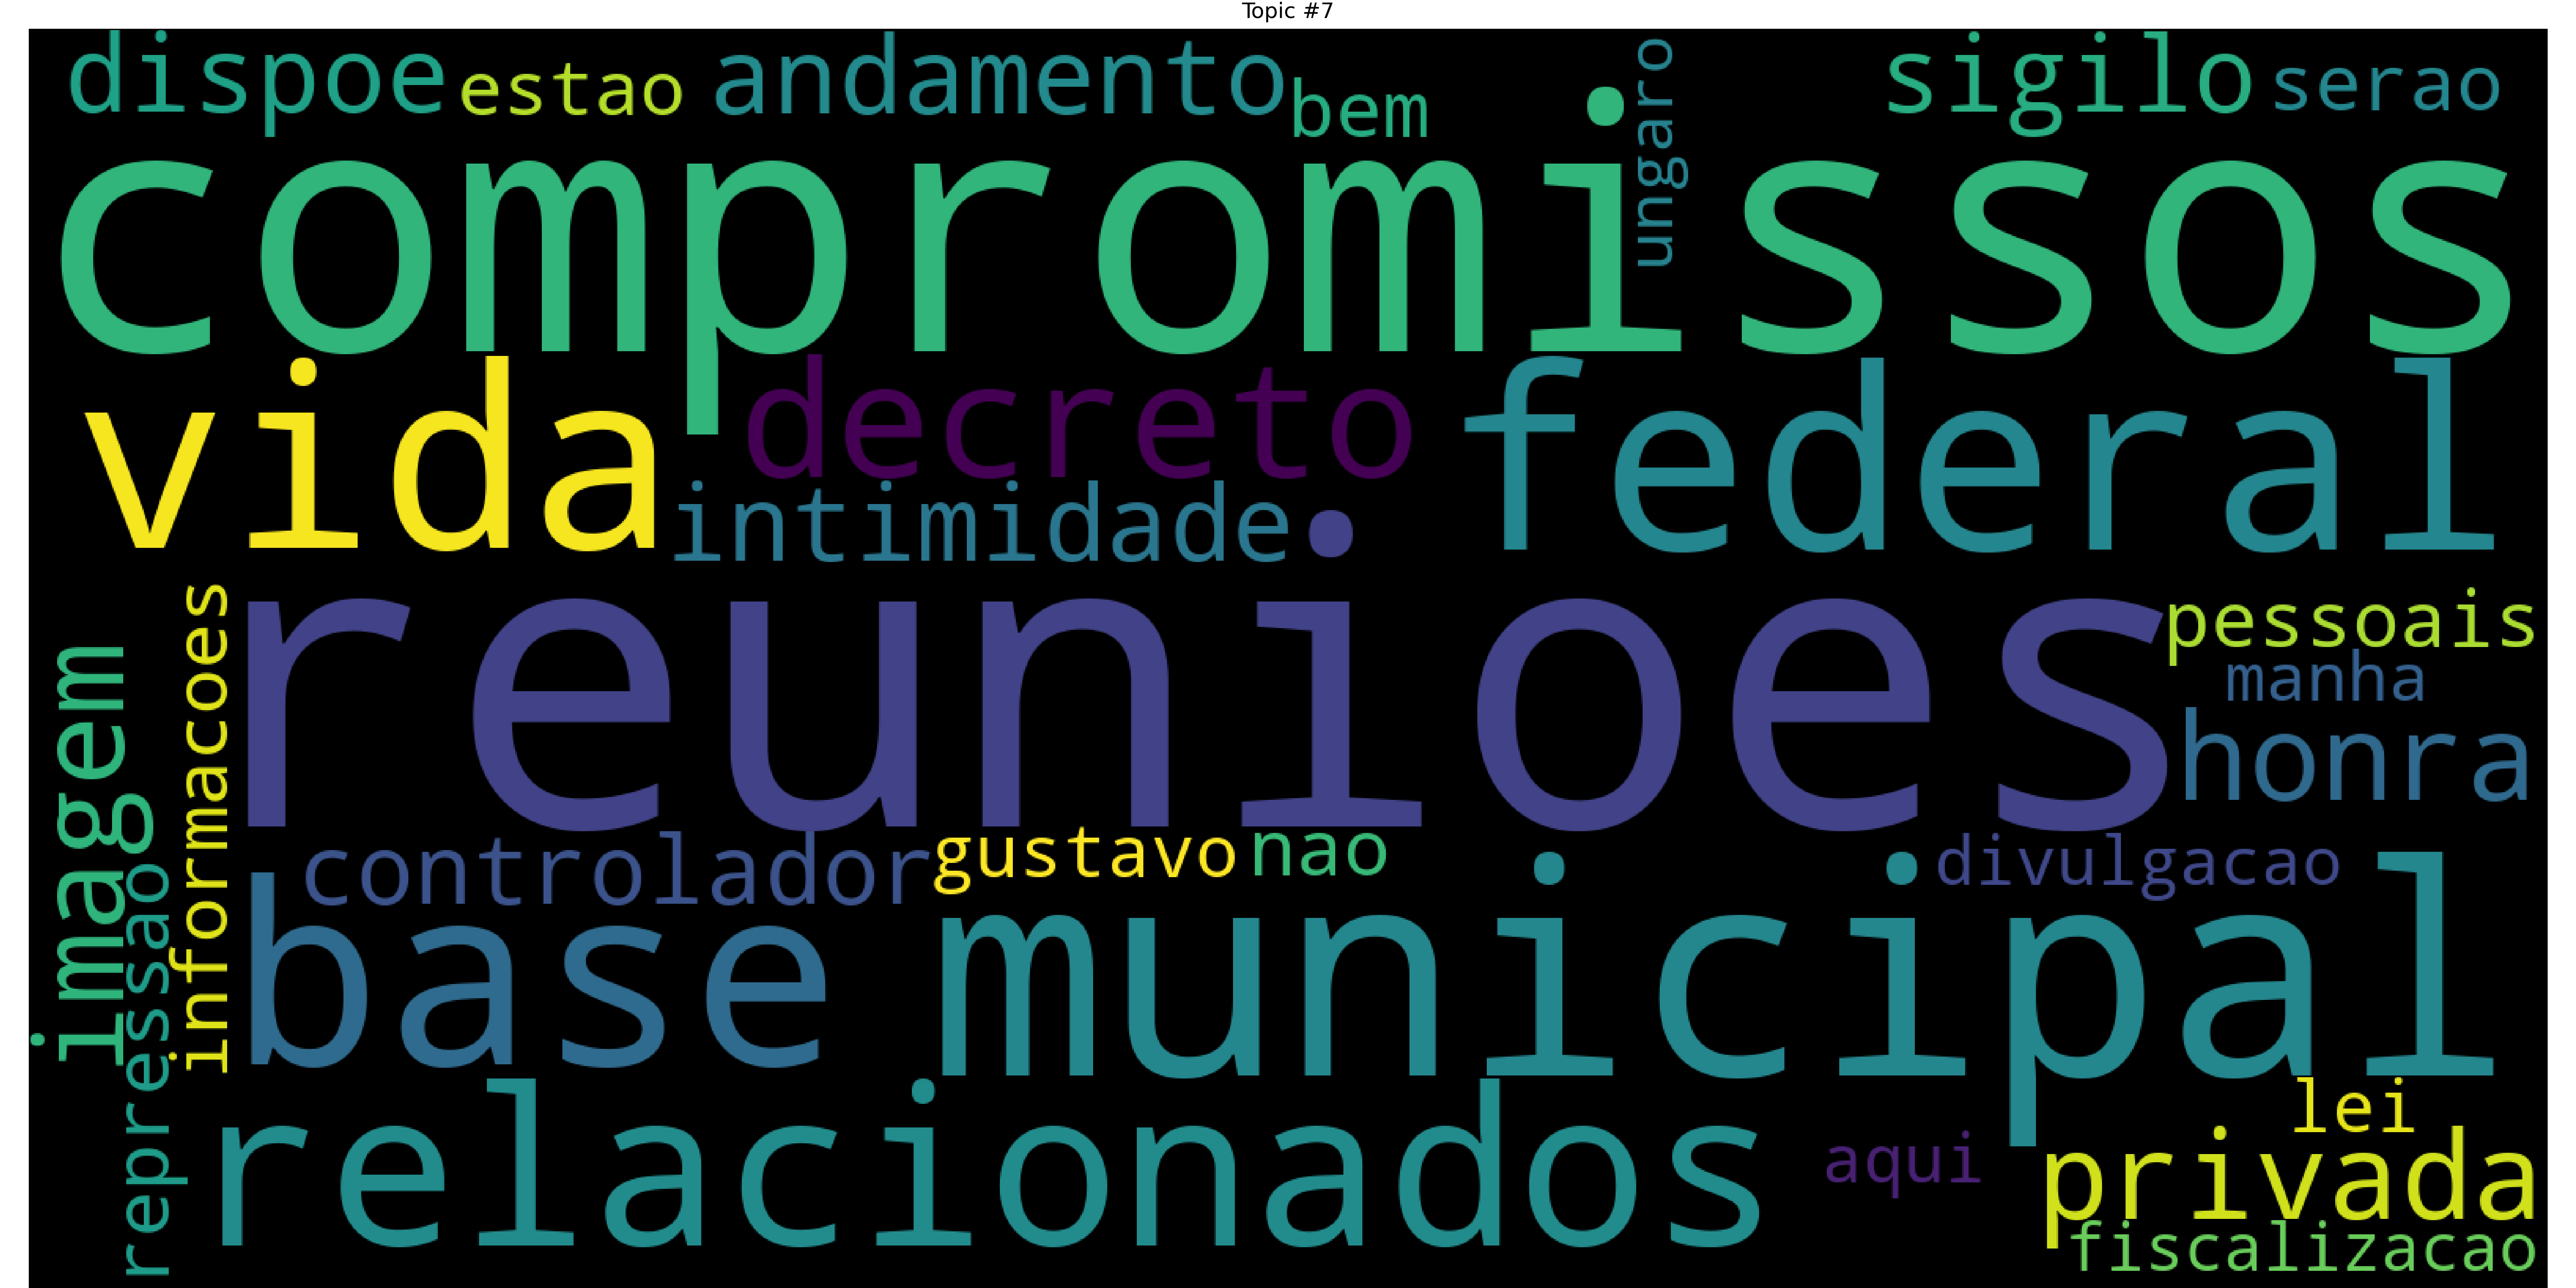 Topic #7
dispoe estao andamento bem ungaro sigilo serao
compromissos
vida decreto federal
intimidade
reunioes
pessoais
manha
honra
imagem
repressao
informacoes
controlador gustavo nao divulgacao
base municipal
relacionados aqui lei
privada
fiscalizacao